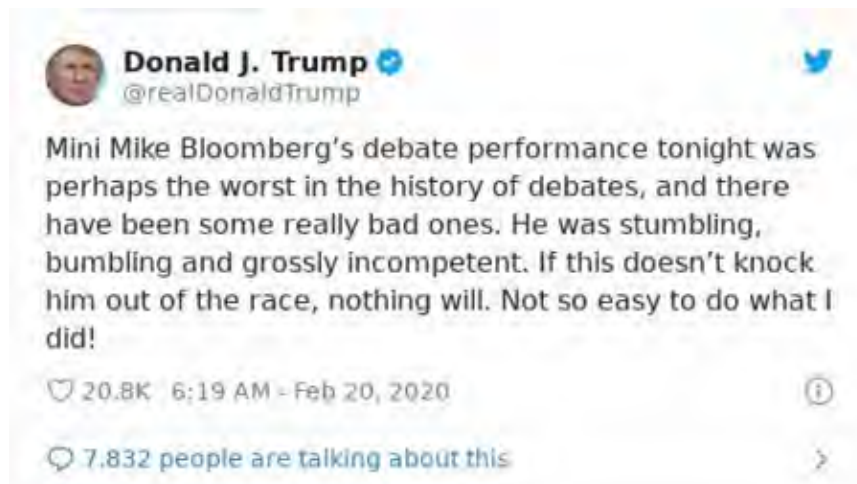 Donald J. Trump
@realDonaldTrump
Mini Mike Bloomberg’s debate performance tonight was
perhaps the worst in the history of debates, and there
have been some really bad ones. He was stumbling,
bumbling and grossly incompetent. If this doesn’t knock
him out of the race, nothing will. Not so easy to do what I
did!
20.8K 6:19 AM - Feb 20, 2020
7.832 people are talking about this